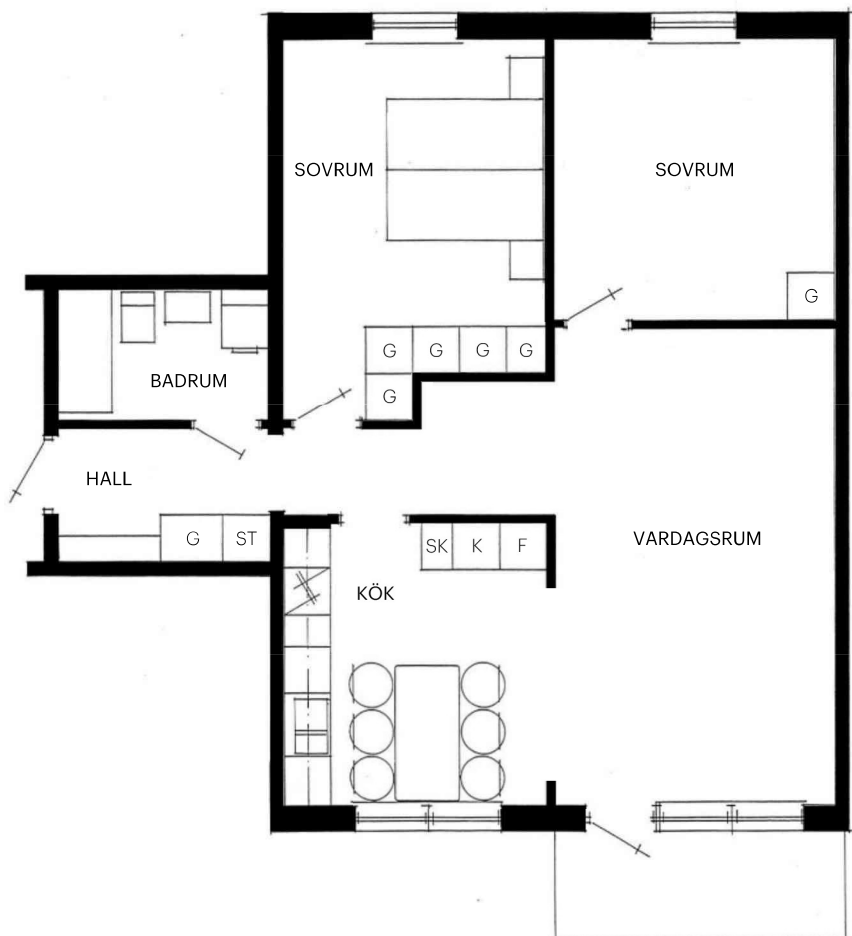 SOVRUM
SOVRUM
G
G G G G
G
BADRUM
HALL
G ST
SK K F
VARDAGSRUM
KÖK